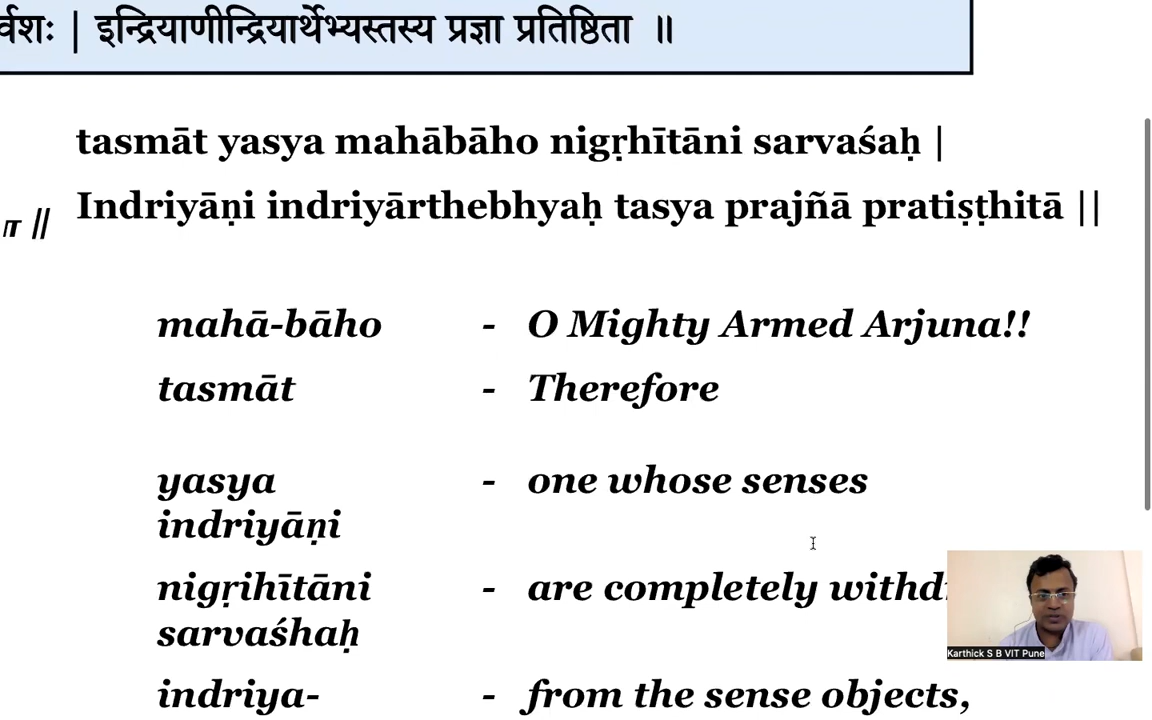 र्वशः | इन्द्रियाणीन्द्रियार्थेभ्यस्तस्य प्रज्ञा प्रतिष्ठिता ॥
tasmāt yasya mahābāho nigṛhītāni sarvaśaḥ |
Indriyāṇi indriyārthebhyaḥ tasya prajñā pratiṣṭhitā ||
॥
mahā-bāho - O Mighty Armed Arjuna!!
tasmāt - Therefore
yasya - one whose senses
indriyāṇi
nigṛihītāni - are completely
sarvaśhaḥ
indriya- - from the sense objects,
Karthick S B VIT Pune